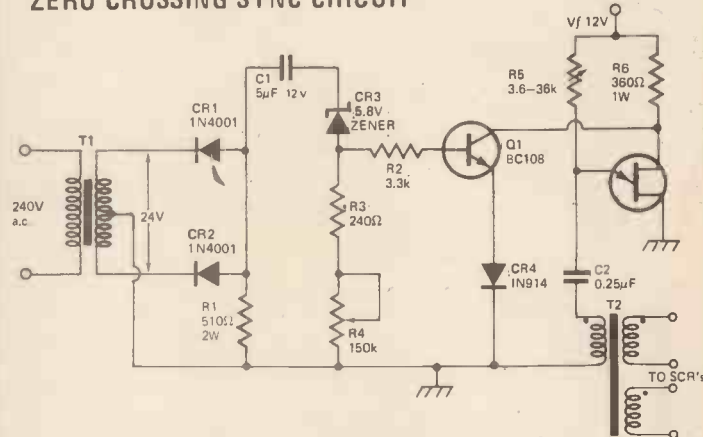 ZERO CROSSING SYNC CIRCUIT
Vf 12V
C1
5µF 12v
R5
3.6-36k
R6
360Ω
1W
CR3
5.8V
ZENER
CR1
1N4001
T1
Q1
BC108
R2
3.3k
240V
a.c.
24V
R3
240Ω
CR2
1N4001
CR4
IN914
C2
0.25µF
R1
510Ω
2W
R4
150k
T2
TO SCR's